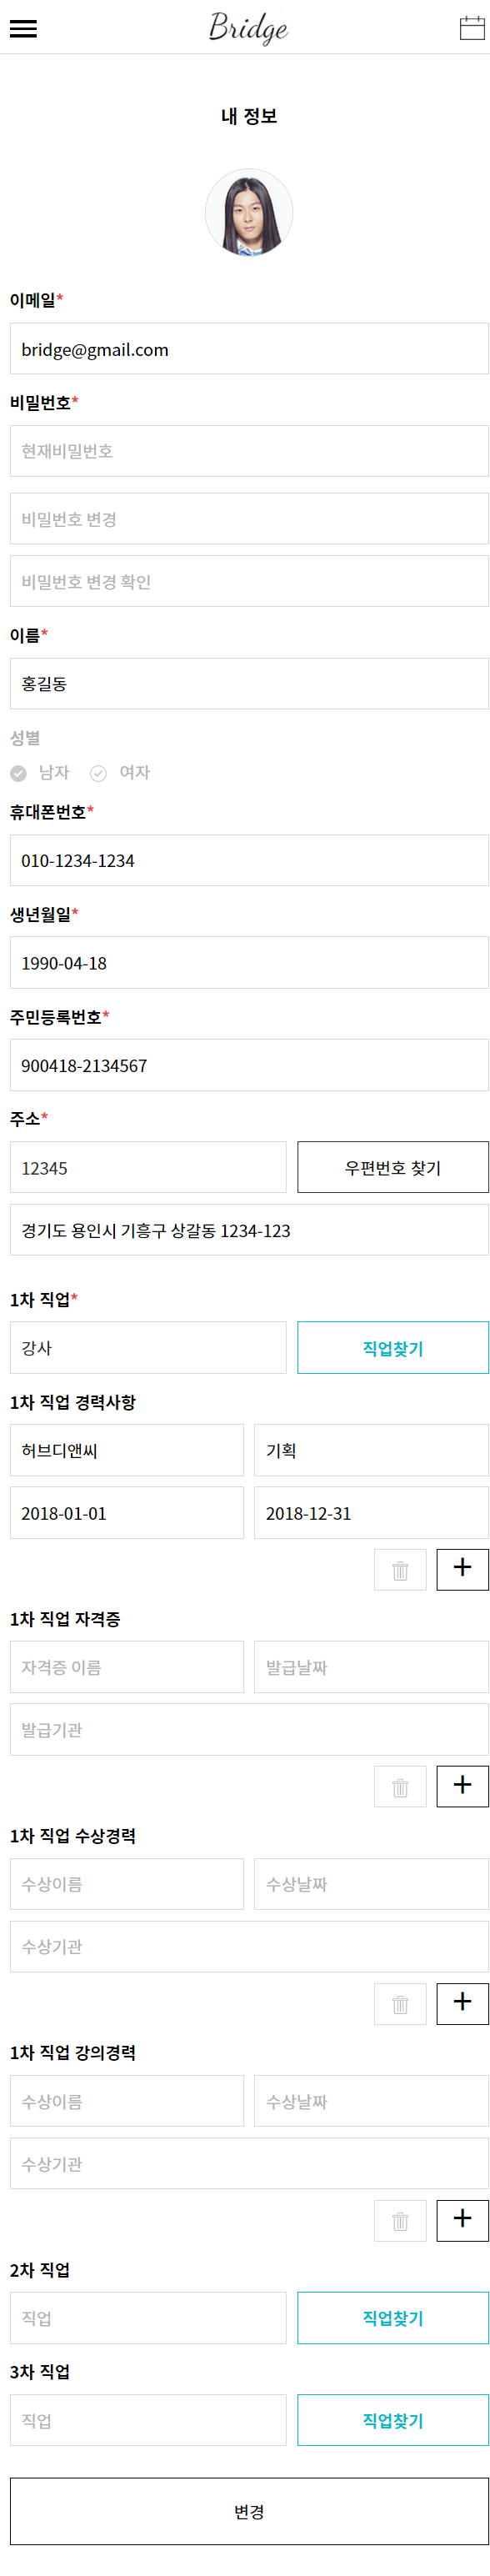 Bridge
내 정보
이메일*
bridge@gmail.com
비밀번호*
현재비밀번호
비밀번호 변경
비밀번호 변경 확인
이름*
홍길동
성별
남자 여자
휴대폰번호*
010-1234-1234
생년월일*
1990-04-18
주민등록번호*
900418-2134567
주소*
12345 우편번호 찾기
경기도 용인시 기흥구 상갈동 1234-123
1차 직업*
강사 직업찾기
1차 직업 경력사항
허브디앤씨 기획
2018-01-01 2018-12-31
+
1차 직업 자격증
자격증 이름 발급날짜
발급기관
+
1차 직업 수상경력
수상이름 수상날짜
수상기관
+
1차 직업 강의경력
수상이름 수상날짜
수상기관
+
2차 직업
직업 직업찾기
3차 직업
직업 직업찾기
변경